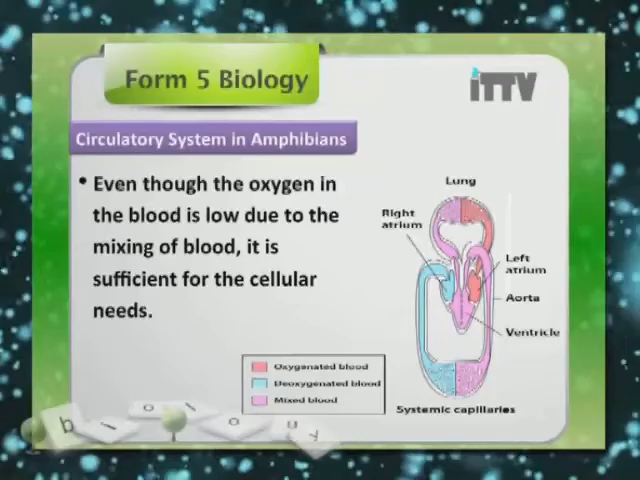 Form 5 Biology
iTTV
Circulatory System in Amphibians
• Even though the oxygen in
the blood is low due to the
mixing of blood, it is
sufficient for the cellular
needs.
Lung
Right
atrium
Left
atrium
Aorta
Ventricle
Oxygenated blood
Deoxygenated blood
Mixed blood
Systemic capillaries
b i o l o g y